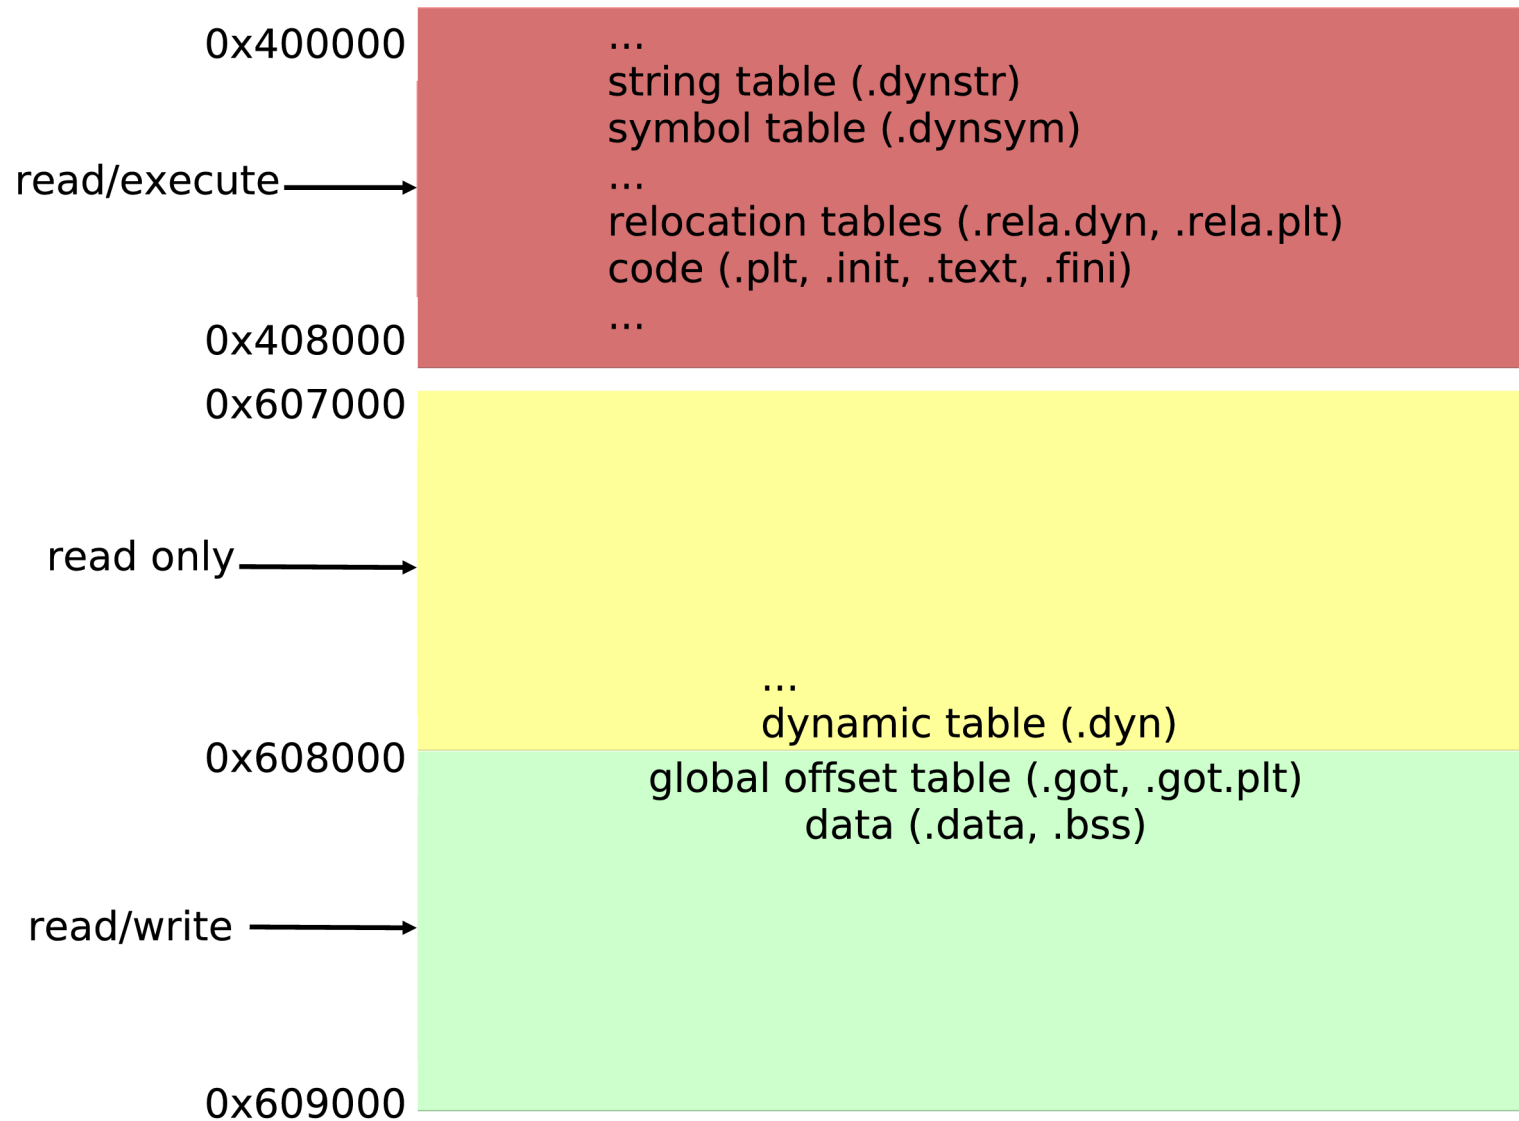 0x400000
...
string table (.dynstr)
symbol table (.dynsym)
read/execute
...
relocation tables (.rela.dyn, .rela.plt)
code (.plt, .init, .text, .fini)
...
0x408000
0x607000
read only
...
dynamic table (.dyn)
0x608000
global offset table (.got, .got.plt)
data (.data, .bss)
read/write
0x609000